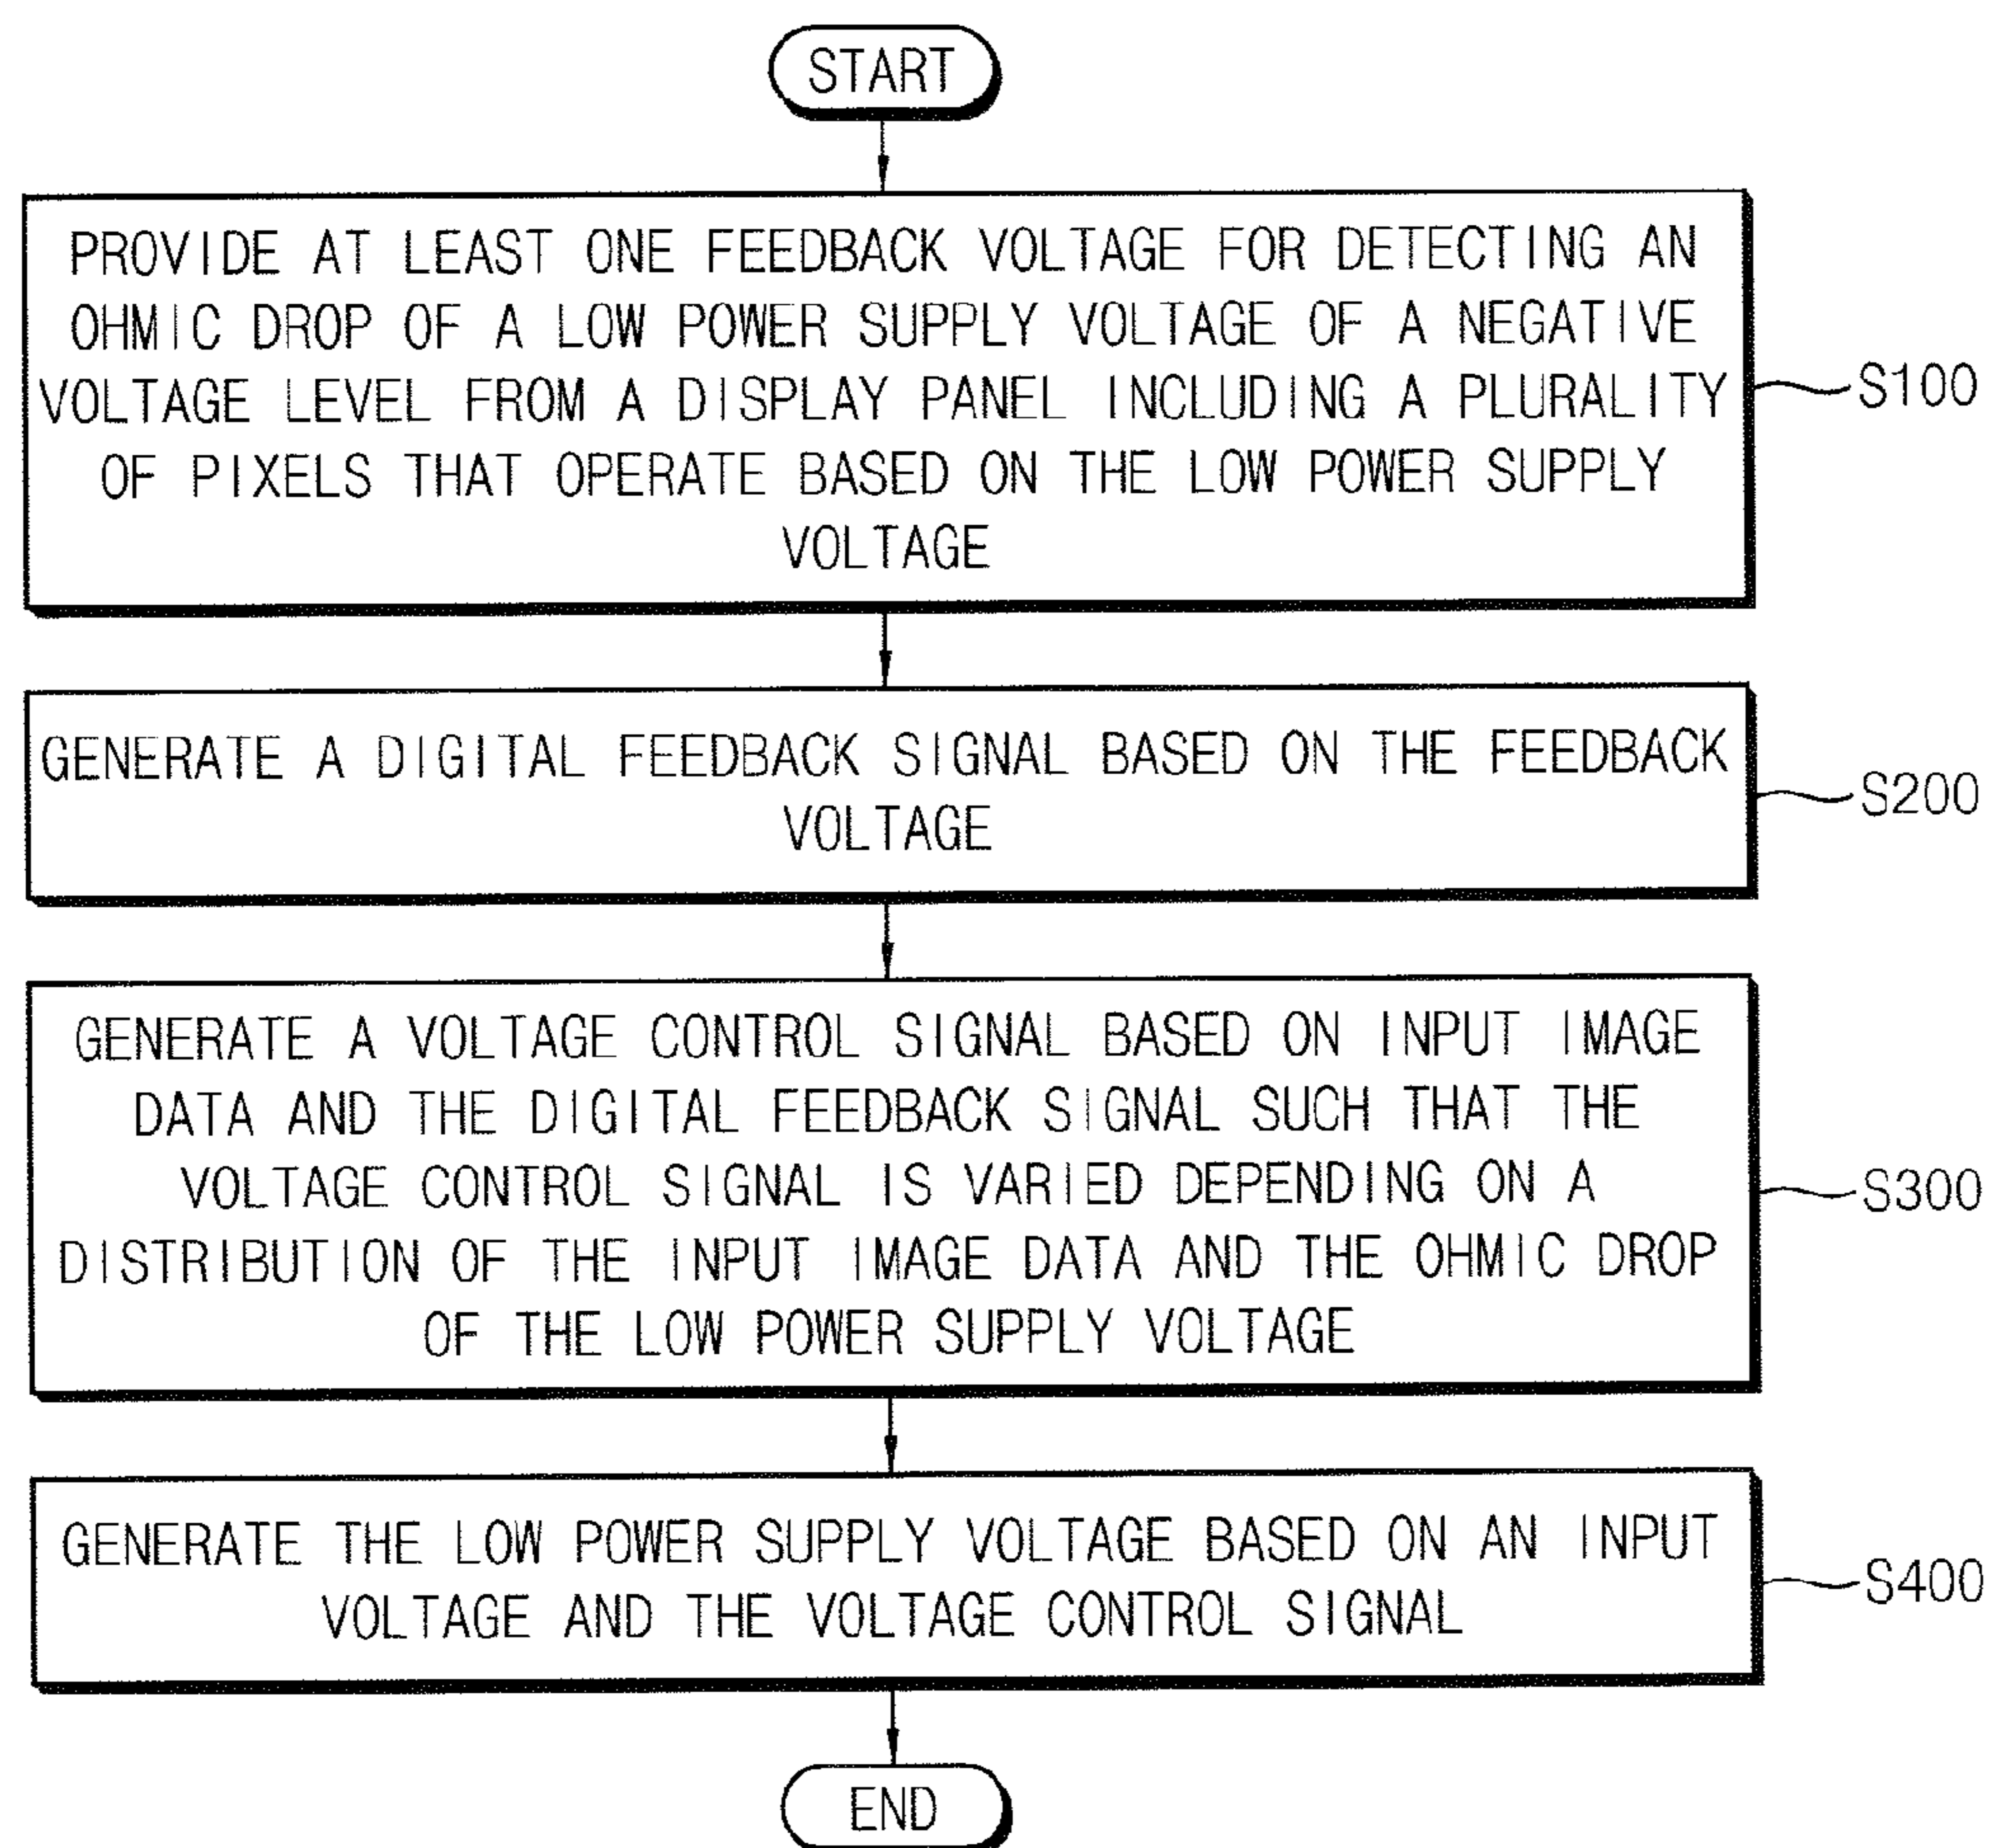 START
PROVIDE AT LEAST ONE FEEDBACK VOLTAGE FOR DETECTING AN
OHMIC DROP OF A LOW POWER SUPPLY VOLTAGE OF A NEGATIVE
VOLTAGE LEVEL FROM A DISPLAY PANEL INCLUDING A PLURALITY
OF PIXELS THAT OPERATE BASED ON THE LOW POWER SUPPLY
VOLTAGE
S100
GENERATE A DIGITAL FEEDBACK SIGNAL BASED ON THE FEEDBACK
VOLTAGE
S200
GENERATE A VOLTAGE CONTROL SIGNAL BASED ON INPUT IMAGE
DATA AND THE DIGITAL FEEDBACK SIGNAL SUCH THAT THE
VOLTAGE CONTROL SIGNAL IS VARIED DEPENDING ON A
DISTRIBUTION OF THE INPUT IMAGE DATA AND THE OHMIC DROP
OF THE LOW POWER SUPPLY VOLTAGE
S300
GENERATE THE LOW POWER SUPPLY VOLTAGE BASED ON AN INPUT
VOLTAGE AND THE VOLTAGE CONTROL SIGNAL
S400
END